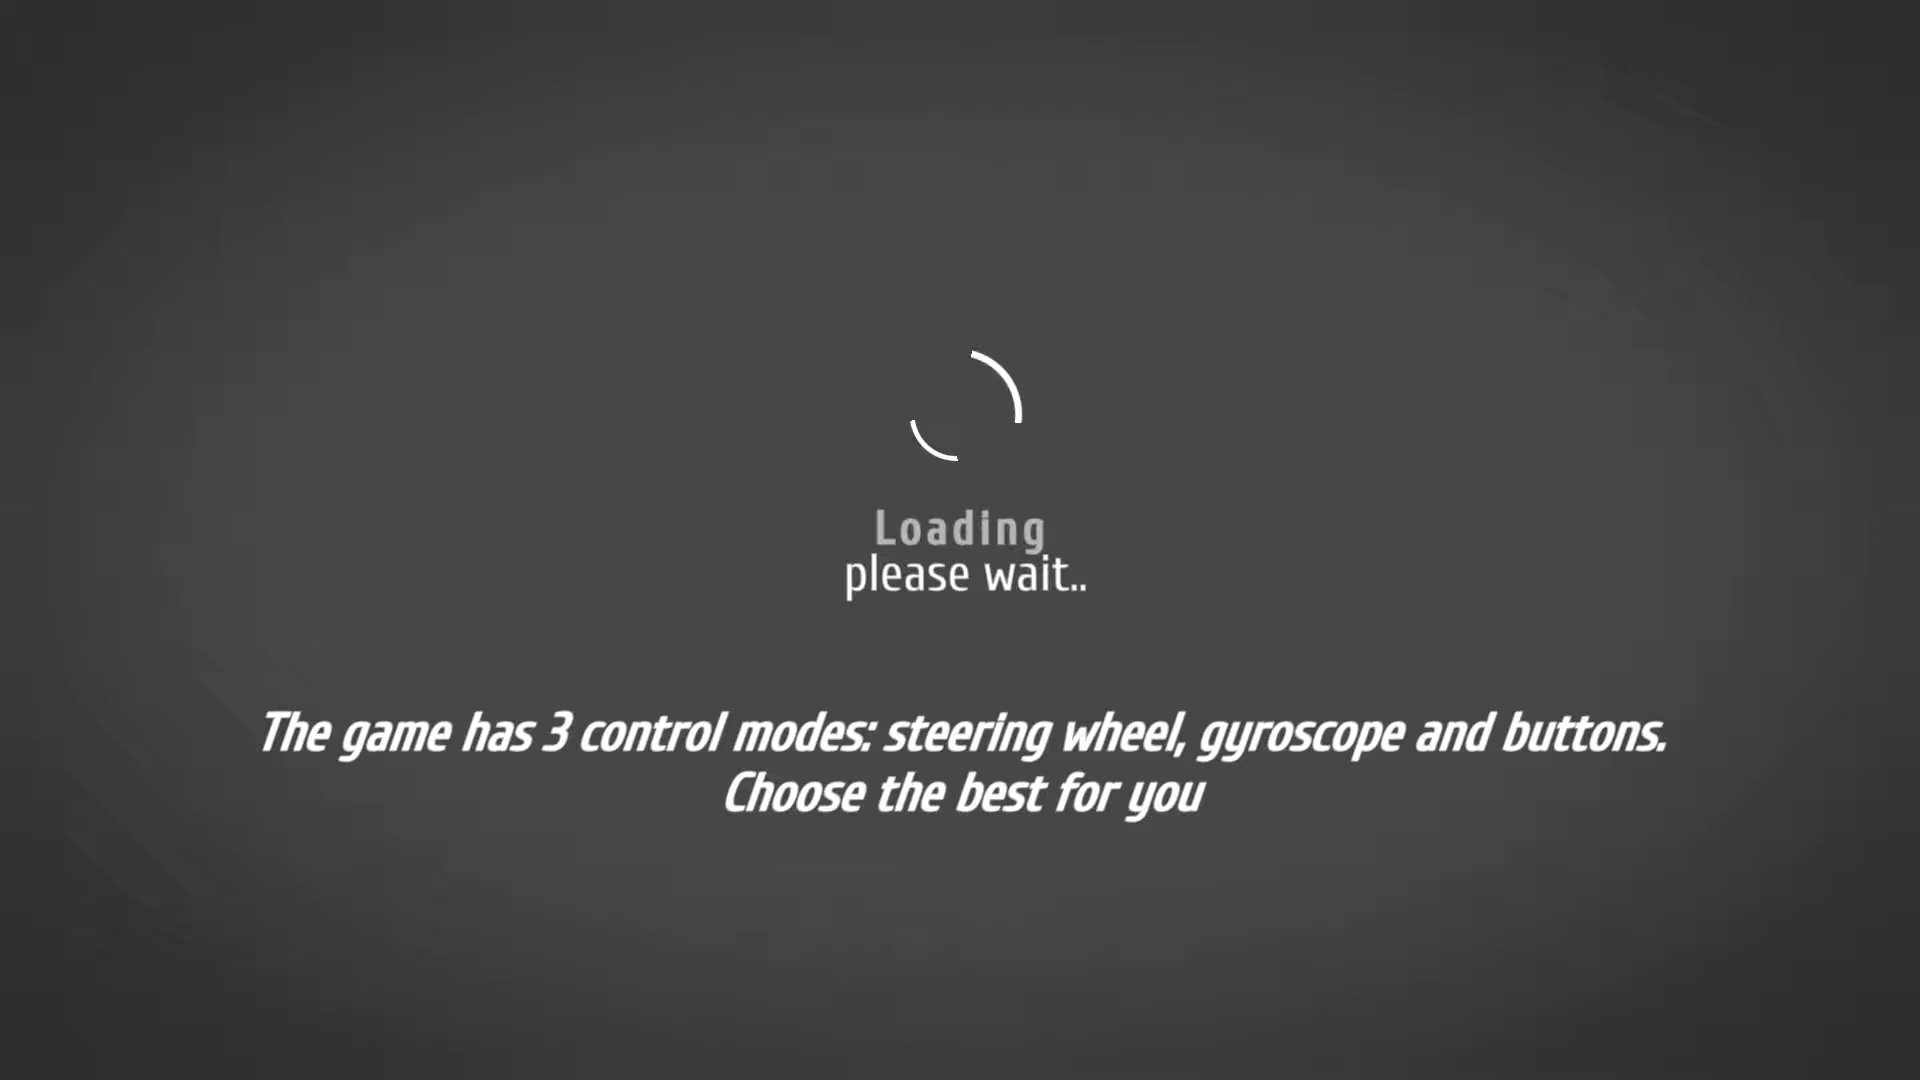 Loading
please wait..
The game has 3 control modes: steering wheel, gyroscope and buttons.
Choose the best for you